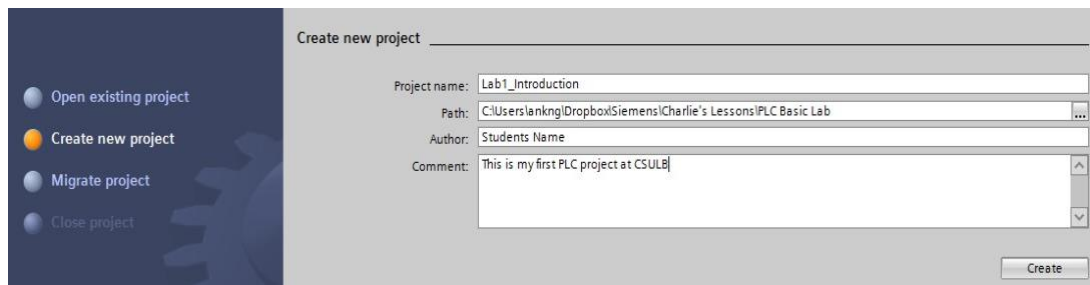 Create new project
Open existing project
Create new project
Migrate project
Close project
Project name: Lab1_Introduction
Path: C:\Users\ankng\Dropbox\Siemens\Charlie's Lessons\PLC Basic Lab
...
Author: Students Name
Comment: This is my first PLC project at CSULB
Create